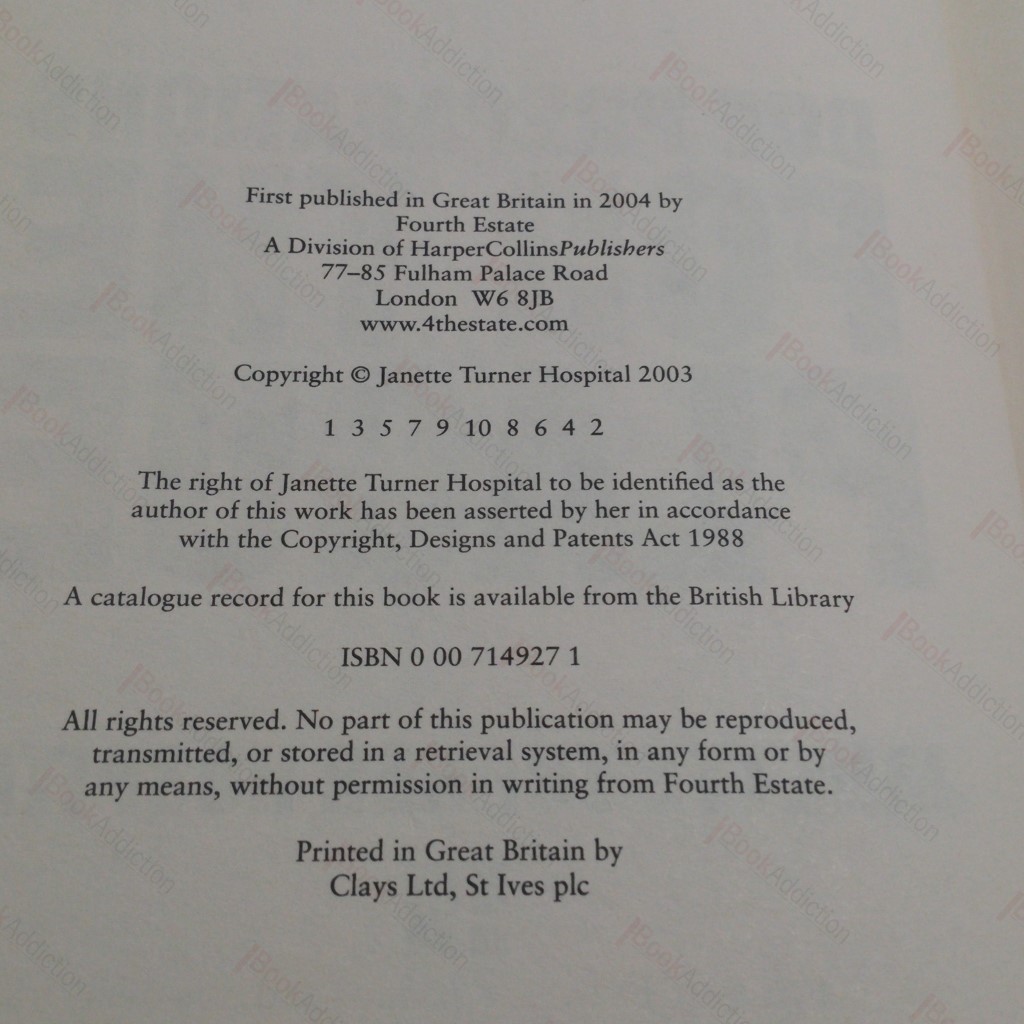 First published in Great Britain in 2004 by
Fourth Estate
A Division of HarperCollinsPublishers
77–85 Fulham Palace Road
London W6 8JB
www.4thestate.com
Copyright © Janette Turner Hospital 2003
1 3 5 7 9 10 8 6 4 2
The right of Janette Turner Hospital to be identified as the
author of this work has been asserted by her in accordance
with the Copyright, Designs and Patents Act 1988
A catalogue record for this book is available from the British Library
ISBN 0 00 714927 1
All rights reserved. No part of this publication may be reproduced,
transmitted, or stored in a retrieval system, in any form or by
any means, without permission in writing from Fourth Estate.
Printed in Great Britain by
Clays Ltd, St Ives plc